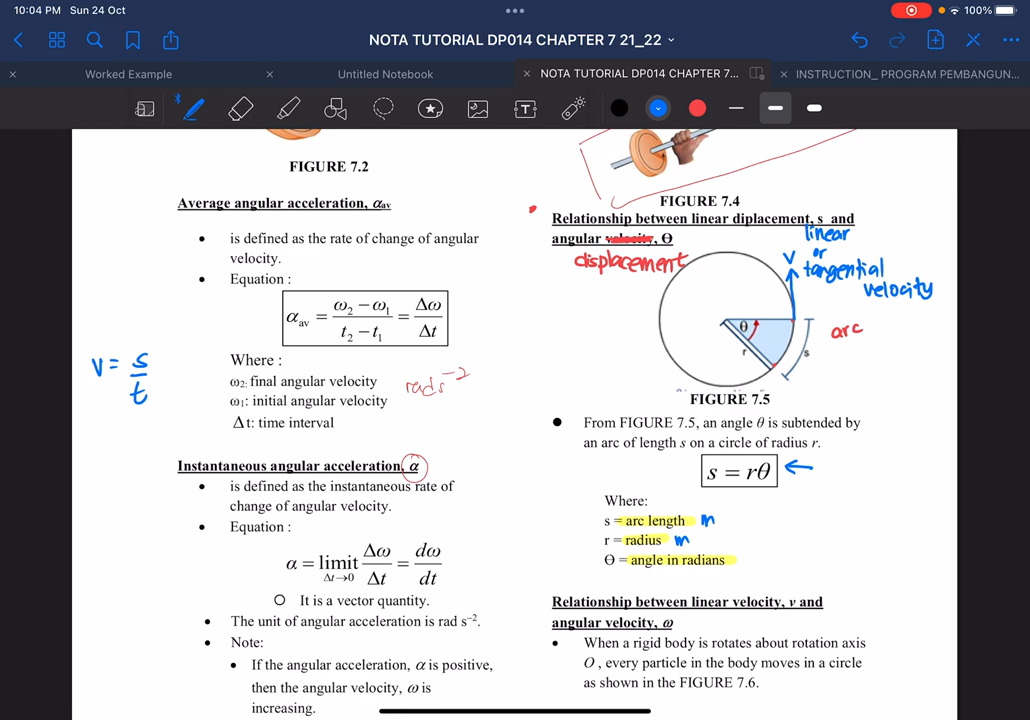 10:04 PM Sun 24 Oct
100%
NOTA TUTORIAL DP014 CHAPTER 7 21_22
Worked Example
Untitled Notebook
NOTA TUTORIAL DP014 CHAPTER 7...
INSTRUCTION_ PROGRAM PEMBANGUN...
FIGURE 7.2
Average angular acceleration, αav
• is defined as the rate of change of angular
velocity.
• Equation :
αav = ω2 − ω1 / t2 − t1 = Δω / Δt
v = s / t
Where :
ω2: final angular velocity
rads⁻²
ω1: initial angular velocity
Δt: time interval
Instantaneous angular acceleration, α
• is defined as the instantaneous rate of
change of angular velocity.
• Equation :
α = limit Δt→0 Δω / Δt = dω / dt
O It is a vector quantity.
• The unit of angular acceleration is rad s⁻².
• Note:
• If the angular acceleration, α is positive,
then the angular velocity, ω is
increasing.
FIGURE 7.4
Relationship between linear diplacement, s and
angular velocity, Θ
displacement
linear
or
tangential
velocity
v
θ
r
s
arc
FIGURE 7.5
● From FIGURE 7.5, an angle θ is subtended by
an arc of length s on a circle of radius r.
s = rθ
Where:
s = arc length m
r = radius m
Θ = angle in radians
Relationship between linear velocity, v and
angular velocity, ω
• When a rigid body is rotates about rotation axis
O , every particle in the body moves in a circle
as shown in the FIGURE 7.6.